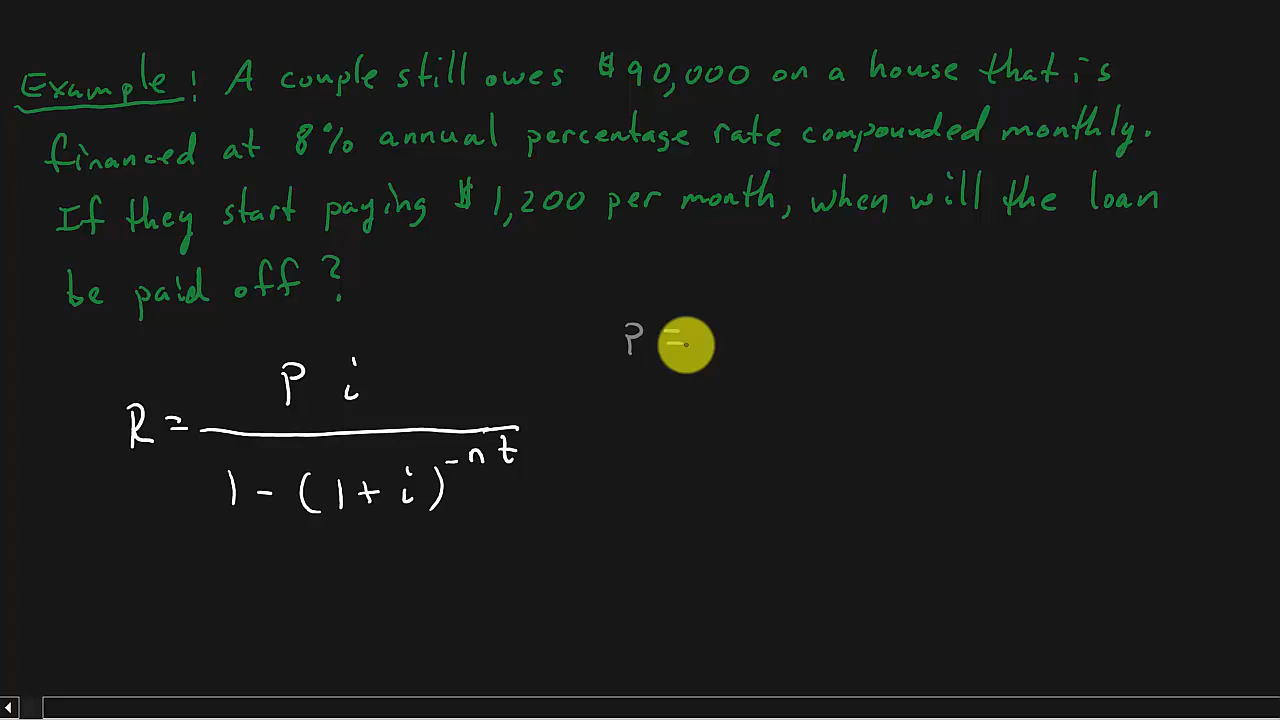 Example: A couple still owes $90,000 on a house that is
financed at 8% annual percentage rate compounded monthly.
If they start paying $1,200 per month, when will the loan
be paid off?
P =
P i
R =
1 - (1 + i)^{-nt}